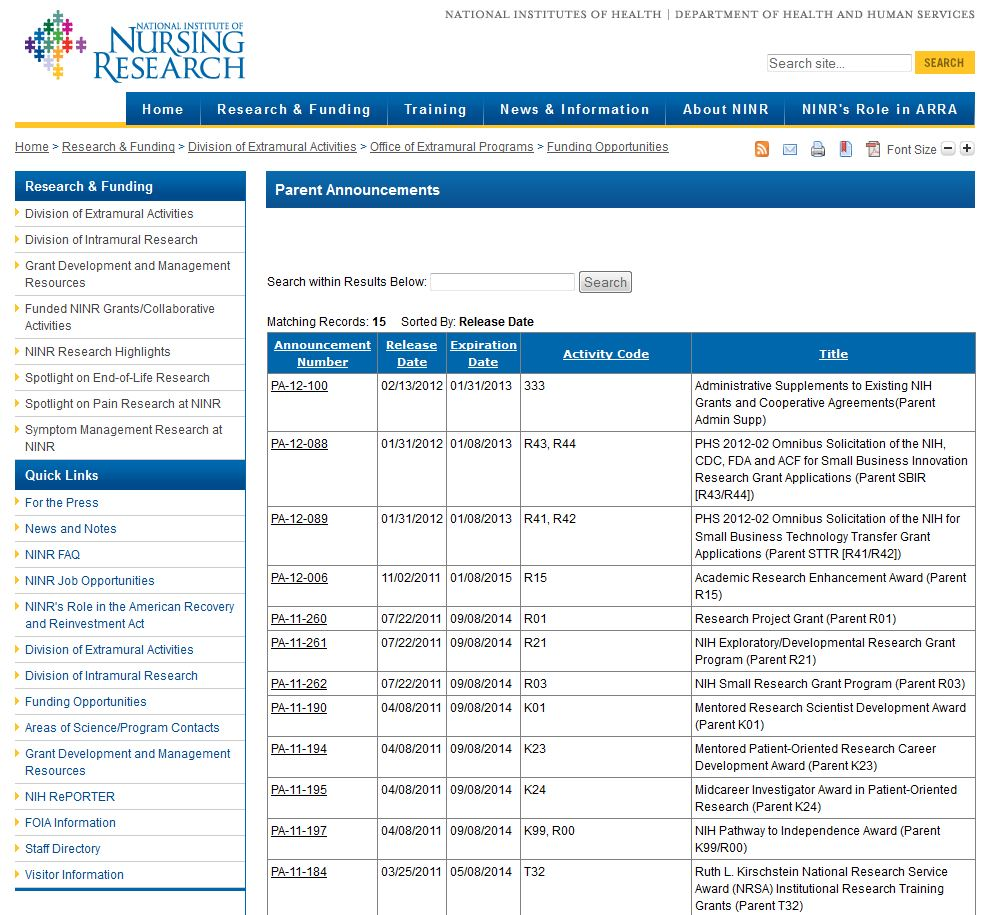 NATIONAL INSTITUTES OF HEALTH | DEPARTMENT OF HEALTH AND HUMAN SERVICES
NATIONAL INSTITUTE OF
NURSING
RESEARCH
Search site...
SEARCH
Home
Research & Funding
Training
News & Information
About NINR
NINR's Role in ARRA
Home > Research & Funding > Division of Extramural Activities > Office of Extramural Programs > Funding Opportunities
Font Size
Research & Funding
Division of Extramural Activities
Division of Intramural Research
Grant Development and Management
Resources
Funded NINR Grants/Collaborative
Activities
NINR Research Highlights
Spotlight on End-of-Life Research
Spotlight on Pain Research at NINR
Symptom Management Research at
NINR
Quick Links
For the Press
News and Notes
NINR FAQ
NINR Job Opportunities
NINR's Role in the American Recovery
and Reinvestment Act
Division of Extramural Activities
Division of Intramural Research
Funding Opportunities
Areas of Science/Program Contacts
Grant Development and Management
Resources
NIH RePORTER
FOIA Information
Staff Directory
Visitor Information
Parent Announcements
Search within Results Below:
Search
Matching Records: 15 Sorted By: Release Date
Announcement
Number
Release
Date
Expiration
Date
Activity Code
Title
PA-12-100 02/13/2012 01/31/2013 333 Administrative Supplements to Existing NIH
Grants and Cooperative Agreements(Parent
Admin Supp)
PA-12-088 01/31/2012 01/08/2013 R43, R44 PHS 2012-02 Omnibus Solicitation of the NIH,
CDC, FDA and ACF for Small Business Innovation
Research Grant Applications (Parent SBIR
[R43/R44])
PA-12-089 01/31/2012 01/08/2013 R41, R42 PHS 2012-02 Omnibus Solicitation of the NIH for
Small Business Technology Transfer Grant
Applications (Parent STTR [R41/R42])
PA-12-006 11/02/2011 01/08/2015 R15 Academic Research Enhancement Award (Parent
R15)
PA-11-260 07/22/2011 09/08/2014 R01 Research Project Grant (Parent R01)
PA-11-261 07/22/2011 09/08/2014 R21 NIH Exploratory/Developmental Research Grant
Program (Parent R21)
PA-11-262 07/22/2011 09/08/2014 R03 NIH Small Research Grant Program (Parent R03)
PA-11-190 04/08/2011 09/08/2014 K01 Mentored Research Scientist Development Award
(Parent K01)
PA-11-194 04/08/2011 09/08/2014 K23 Mentored Patient-Oriented Research Career
Development Award (Parent K23)
PA-11-195 04/08/2011 09/08/2014 K24 Midcareer Investigator Award in Patient-Oriented
Research (Parent K24)
PA-11-197 04/08/2011 09/08/2014 K99, R00 NIH Pathway to Independence Award (Parent
K99/R00)
PA-11-184 03/25/2011 05/08/2014 T32 Ruth L. Kirschstein National Research Service
Award (NRSA) Institutional Research Training
Grants (Parent T32)